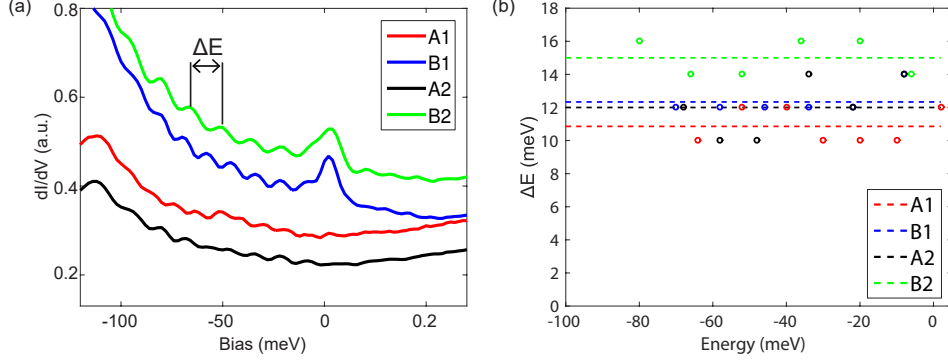 (a)
0.8
0.6
0.4
0.2
dI/dV (a.u.)
ΔE
A1
B1
A2
B2
-100
-50
0
0.2
Bias (meV)
(b)
18
16
14
12
10
8
6
4
2
0
ΔE (meV)
A1
B1
A2
B2
-100
-80
-60
-40
-20
0
Energy (meV)